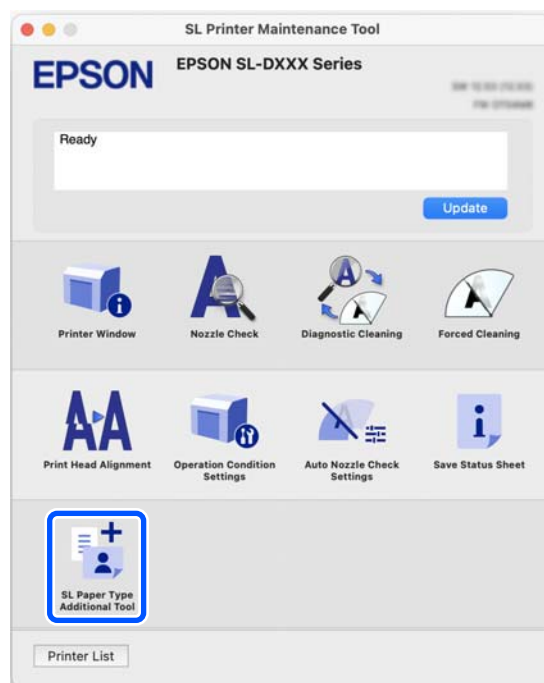 SL Printer Maintenance Tool
EPSON
EPSON SL-DXXX Series
Ready
Update
Printer Window
Nozzle Check
Diagnostic Cleaning
Forced Cleaning
Print Head Alignment
Operation Condition
Settings
Auto Nozzle Check
Settings
Save Status Sheet
SL Paper Type
Additional Tool
Printer List